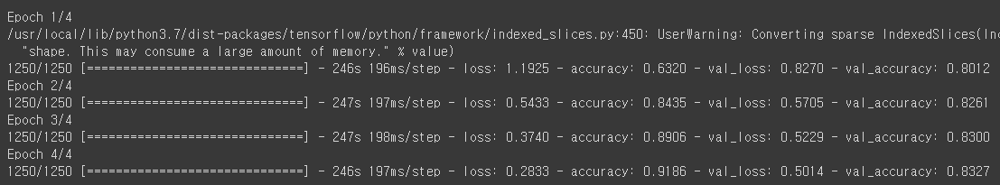 Epoch 1/4
/usr/local/lib/python3.7/dist-packages/tensorflow/python/framework/indexed_slices.py:450: UserWarning: Converting sparse IndexedSlices(Inc
"shape. This may consume a large amount of memory." % value)
1250/1250 [==============================] - 246s 196ms/step - loss: 1.1925 - accuracy: 0.6320 - val_loss: 0.8270 - val_accuracy: 0.8012
Epoch 2/4
1250/1250 [==============================] - 247s 197ms/step - loss: 0.5433 - accuracy: 0.8435 - val_loss: 0.5705 - val_accuracy: 0.8261
Epoch 3/4
1250/1250 [==============================] - 247s 198ms/step - loss: 0.3740 - accuracy: 0.8906 - val_loss: 0.5229 - val_accuracy: 0.8300
Epoch 4/4
1250/1250 [==============================] - 246s 197ms/step - loss: 0.2833 - accuracy: 0.9186 - val_loss: 0.5014 - val_accuracy: 0.8327